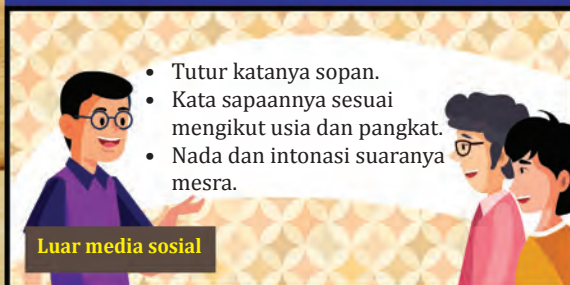 • Tutur katanya sopan.
• Kata sapaannya sesuai
mengikut usia dan pangkat.
• Nada dan intonasi suaranya
mesra.
Luar media sosial